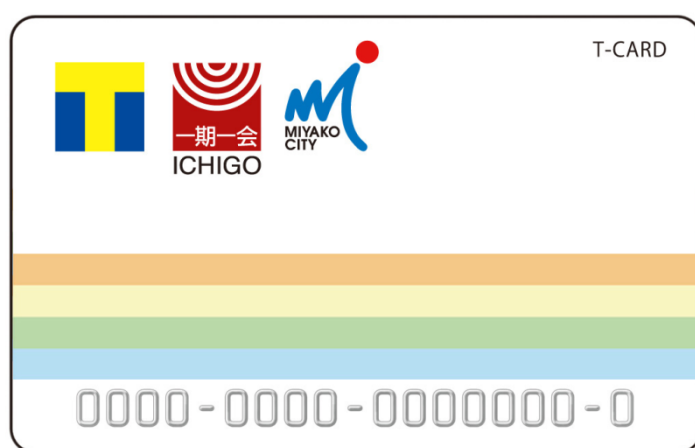 T-CARD
T
一期一会
ICHIGO
MIYAKO
CITY
0000-0000-0000000-0